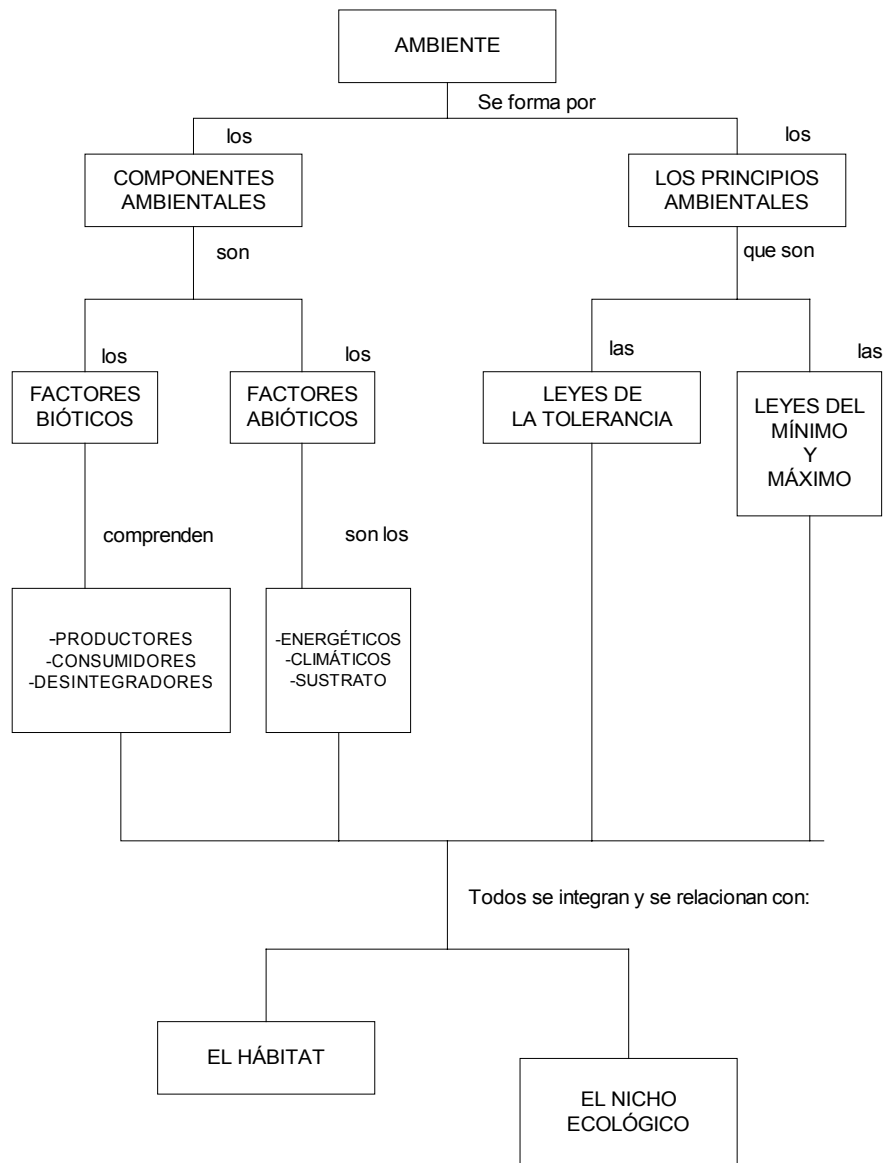 AMBIENTE
Se forma por
los
los
COMPONENTES
AMBIENTALES
LOS PRINCIPIOS
AMBIENTALES
son
que son
los
los
las
las
FACTORES
BIÓTICOS
FACTORES
ABIÓTICOS
LEYES DE
LA TOLERANCIA
LEYES DEL
MÍNIMO
Y
MÁXIMO
comprenden
son los
-PRODUCTORES
-CONSUMIDORES
-DESINTEGRADORES
-ENERGÉTICOS
-CLIMÁTICOS
-SUSTRATO
Todos se integran y se relacionan con:
EL HÁBITAT
EL NICHO
ECOLÓGICO